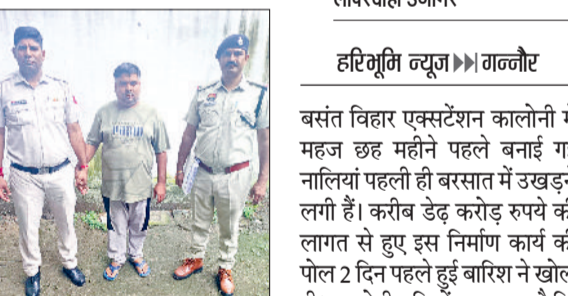 हरिभूमि न्यूज ▸▸| गन्नौर
बसंत विहार एक्सटेंशन कालोनी में
महज छह महीने पहले बनाई
नालियां पहली ही बरसात में उखड़ने
लगी हैं। करीब डेढ़ करोड़ रुपये की
लागत से हुए इस निर्माण कार्य की
पोल 2 दिन पहले हुई बारिश ने खोल